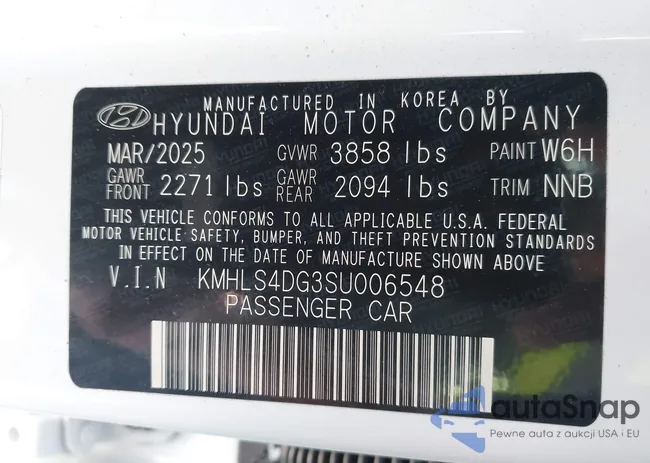 MANUFACTURED IN KOREA BY
HYUNDAI MOTOR COMPANY
MAR/2025 GVWR 3858 lbs PAINT W6H
GAWR FRONT 2271 lbs GAWR REAR 2094 lbs TRIM NNB
THIS VEHICLE CONFORMS TO ALL APPLICABLE U.S.A. FEDERAL
MOTOR VEHICLE SAFETY, BUMPER, AND THEFT PREVENTION STANDARDS
IN EFFECT ON THE DATE OF MANUFACTURE SHOWN ABOVE
V.I.N KMHLS4DG3SU006548
PASSENGER CAR
autoSnap
Pewne auta z aukcji USA i EU